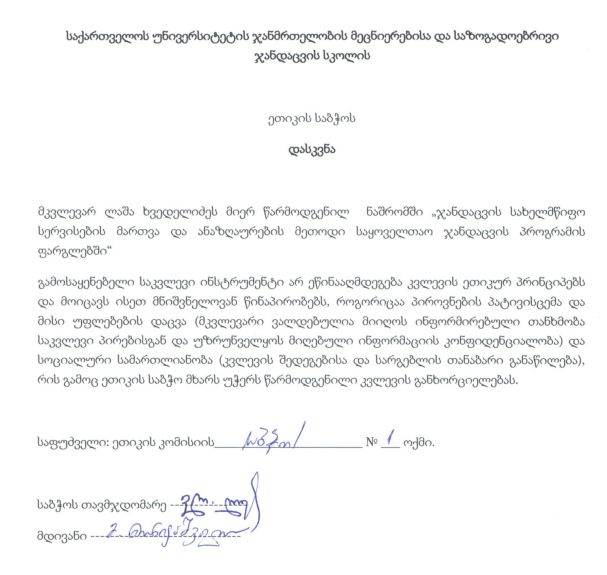 საქართველოს უნივერსიტეტის ჯანმრთელობის მეცნიერებისა და საზოგადოებრივი
ჯანდაცვის სკოლის
ეთიკის საბჭოს
დასკვნა
მკვლევარ ლაშა ხვედელიძეს მიერ წარმოდგენილ ნაშრომში „ჯანდაცვის სახელმწიფო
სერვისების მართვა და ანაზღაურების მეთოდი საყოველთაო ჯანდაცვის პროგრამის
ფარგლებში“
გამოსაყენებელი საკვლევი ინსტრუმენტი არ ეწინააღმდეგება კვლევის ეთიკურ პრინციპებს
და მოიცავს ისეთ მნიშვნელოვან წინაპირობებს, როგორიცაა პიროვნების პატივისცემა და
მისი უფლებების დაცვა (მკვლევარი ვალდებულია მიიღოს ინფორმირებული თანხმობა
საკვლევი პირებისგან და უზრუნველყოს მიღებული ინფორმაციის კონფიდენციალობა) და
სოციალური სამართლიანობა (კვლევის შედეგებისა და სარგებლის თანაბარი განაწილება),
რის გამოც ეთიკის საბჭო მხარს უჭერს წარმოდგენილი კვლევის განხორციელებას.
საფუძველი: ეთიკის კომისიის საბჭო № 1 ოქმი.
საბჭოს თავმჯდომარე
მდივანი